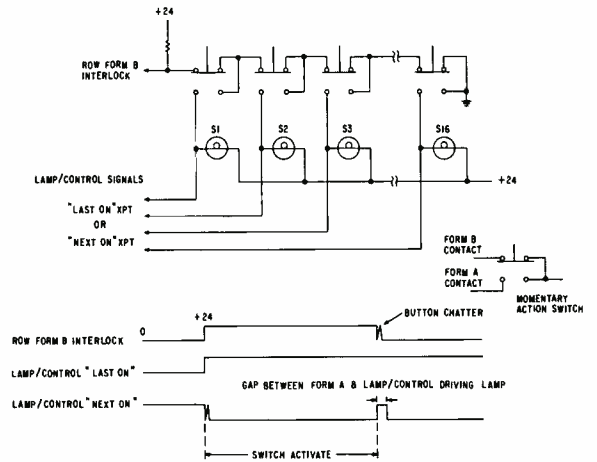 +24
ROW FORM B
INTERLOCK
S1
S2
S3
S16
LAMP/CONTROL SIGNALS
+24
"LAST ON" XPT
OR
"NEXT ON" XPT
FORM B
CONTACT
FORM A
CONTACT
MOMENTARY
ACTION SWITCH
+24
BUTTON CHATTER
ROW FORM B INTERLOCK
0
LAMP/CONTROL "LAST ON"
GAP BETWEEN FORM A & LAMP/CONTROL DRIVING LAMP
LAMP/CONTROL "NEXT ON"
SWITCH ACTIVATE